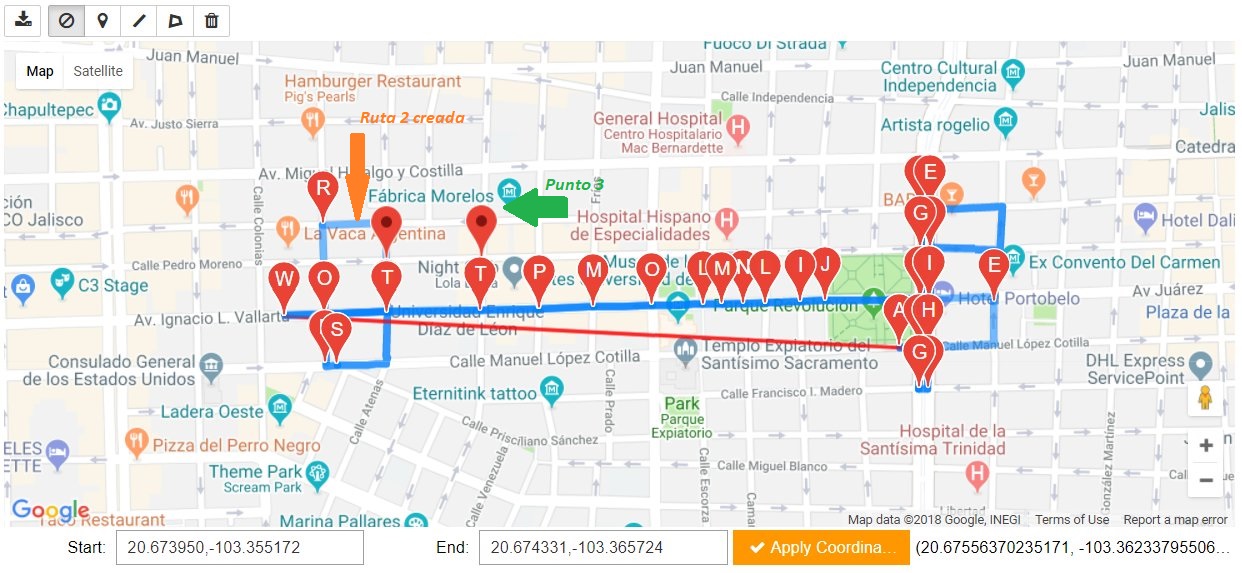 Map
Satellite
Juan Manuel
Fuoco Di Strada
Juan Manuel
Juan Manuel
Centro Cultural
Independencia
Hamburger Restaurant
Pig's Pearls
Chapultepec
Calle Independencia
Av. Justo Sierra
Ruta 2 creada
General Hospital
Centro Hospitalario
Mac Bernardette
Artista rogelio
Jalis
Catedra
Av. Miguel Hidalgo y Costilla
R
E
Fábrica Morelos
Punto 3
ción
CO Jalisco
Calle Colonias
La Vaca Argentina
Hospital Hispano
de Especialidades
BAR
G
Hotel Dali
Calle Pedro Moreno
C3 Stage
W
O
T
T
P
M
O
L
M
N
L
I
J
I
E
Night
Lola
Ex Convento Del Carmen
Av Juárez
Av. Ignacio L. Vallarta
Universidad Enrique
Díaz de León
Parque Revolución
A
H
Hotel Portobelo
Plaza de la
S
Calle Manuel López Cotilla
Templo Expiatorio del
Santísimo Sacramento
G
Calle Manuel López Cotilla
Consulado General
de los Estados Unidos
DHL Express
ServicePoint
Eternitink tattoo
Calle Francisco I. Madero
Ladera Oeste
Calle Atenas
Calle Prado
Park
Parque
Expiatorio
Pizza del Perro Negro
Calle Prisciliano Sánchez
Hospital de la
Santísima Trinidad
ELES
ETTE
Theme Park
Scream Park
Calle Venezuela
Calle Escorza
Calle Miguel Blanco
González Martínez
Google
Taco Restaurant
Marina Pallares
Libertad
Map data ©2018 Google, INEGI
Terms of Use
Report a map error
Start:
20.673950,-103.355172
End:
20.674331,-103.365724
Apply Coordina...
(20.67556370235171, -103.36233795506...